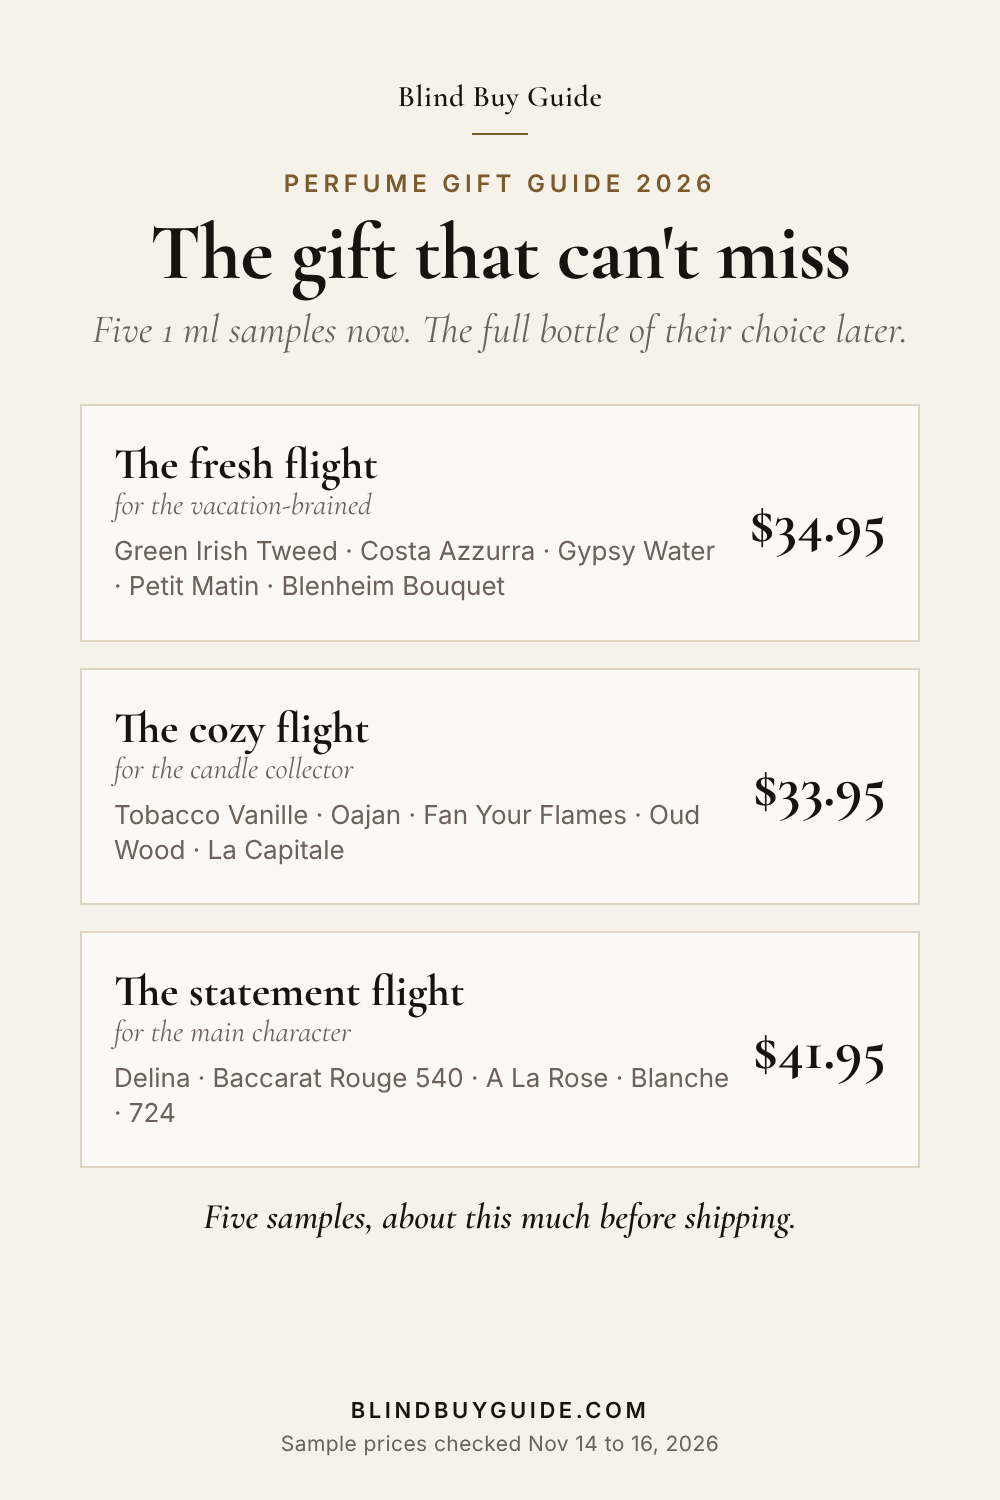 Blind Buy Guide
PERFUME GIFT GUIDE 2026
The gift that can't miss
Five 1 ml samples now. The full bottle of their choice later.
The fresh flight
for the vacation-brained
Green Irish Tweed · Costa Azzurra · Gypsy Water
· Petit Matin · Blenheim Bouquet
$34.95
The cozy flight
for the candle collector
Tobacco Vanille · Oajan · Fan Your Flames · Oud
Wood · La Capitale
$33.95
The statement flight
for the main character
Delina · Baccarat Rouge 540 · A La Rose · Blanche
· 724
$41.95
Five samples, about this much before shipping.
BLINDBUYGUIDE.COM
Sample prices checked Nov 14 to 16, 2026